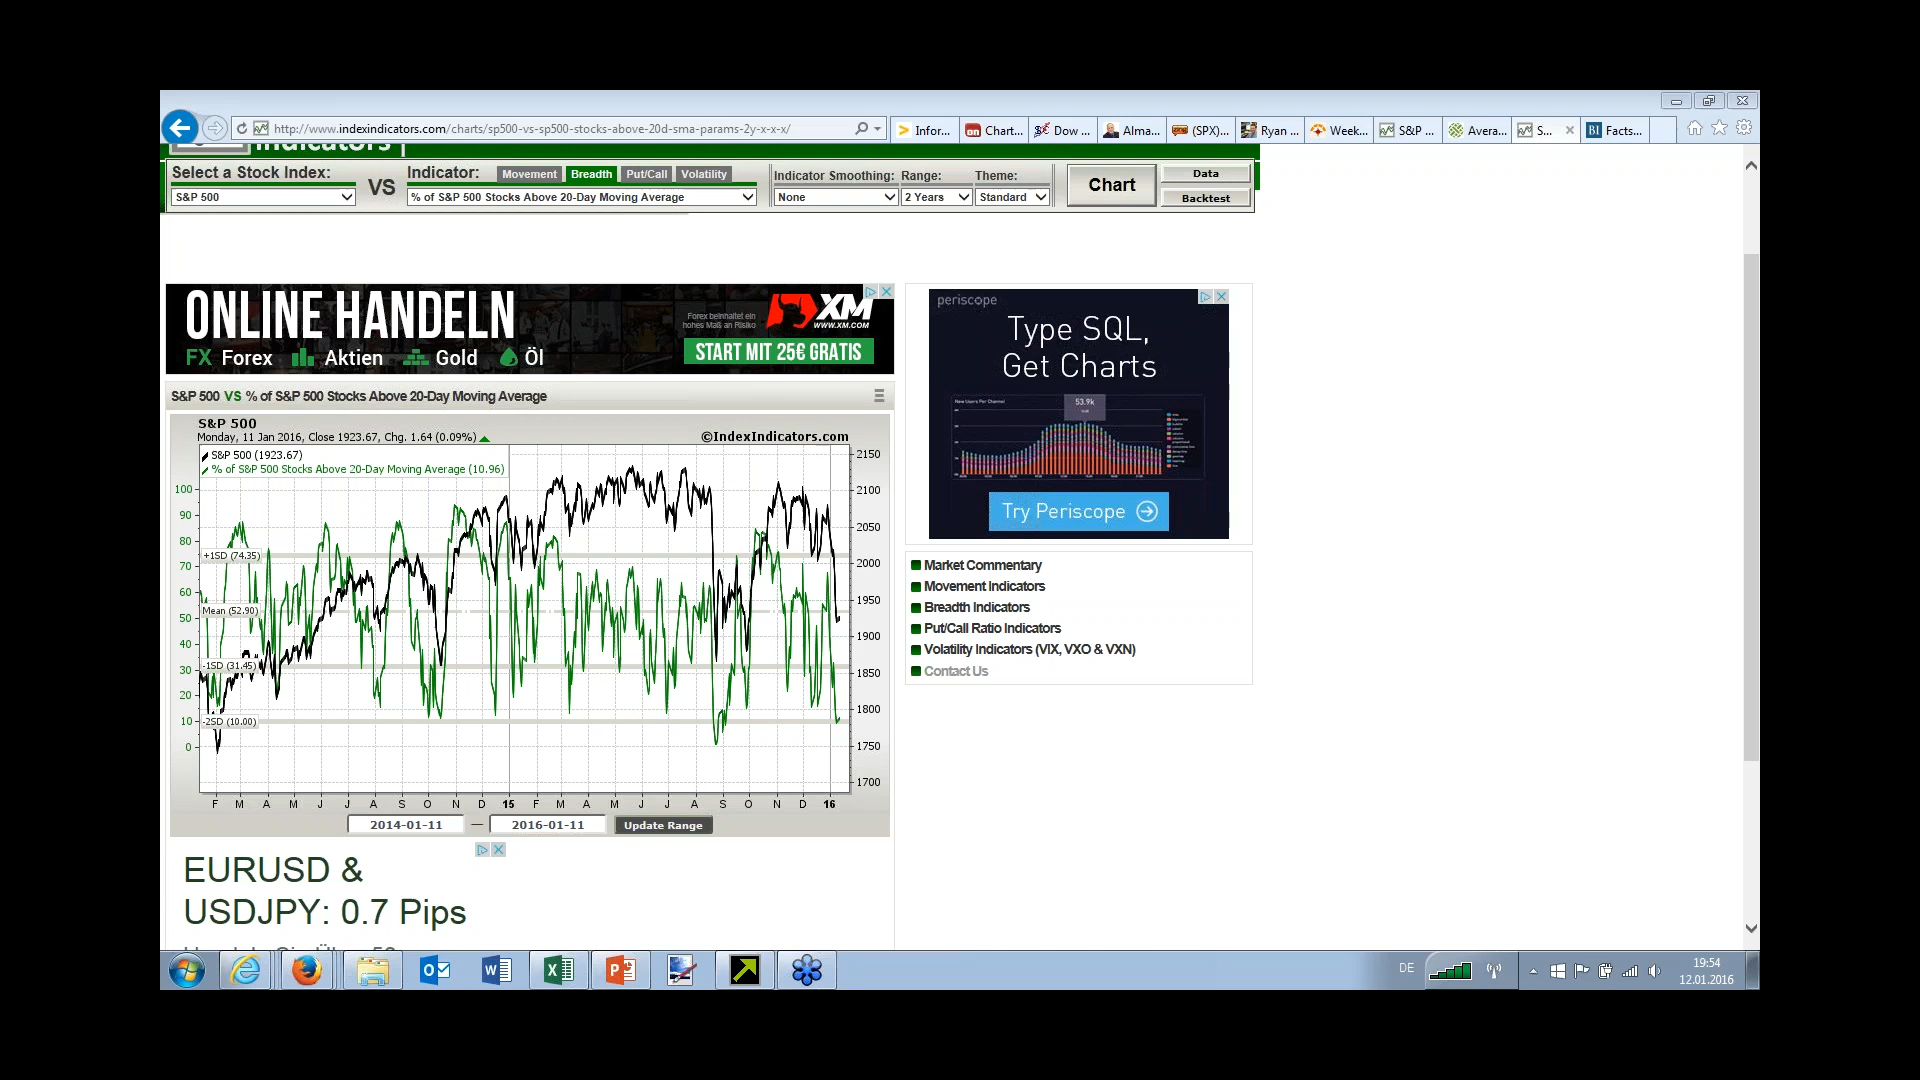 http://www.indexindicators.com/charts/sp500-vs-sp500-stocks-above-20d-sma-params-2y-x-x-x/
Infor...
Chart...
Dow ...
Alma...
(SPX)...
Ryan ...
Week...
S&P ...
Avera...
S...
BI Facts...
Indicators
Select a Stock Index:
VS
Indicator:
Movement
Breadth
Put/Call
Volatility
Indicator Smoothing:
Range:
Theme:
Chart
Data
S&P 500
% of S&P 500 Stocks Above 20-Day Moving Average
None
2 Years
Standard
Backtest
ONLINE HANDELN
FX Forex Aktien Gold Öl
Forex beinhaltet ein
hohes Maß an Risiko
XM
WWW.XM.COM
START MIT 25€ GRATIS
periscope
Type SQL,
Get Charts
New Users Per Channel
53.9k
Try Periscope
S&P 500 VS % of S&P 500 Stocks Above 20-Day Moving Average
S&P 500
Monday, 11 Jan 2016, Close 1923.67, Chg. 1.64 (0.09%)
©IndexIndicators.com
S&P 500 (1923.67)
% of S&P 500 Stocks Above 20-Day Moving Average (10.96)
100
90
80
70
60
50
40
30
20
10
0
+1SD (74.35)
Mean (52.90)
-1SD (31.45)
-2SD (10.00)
2150
2100
2050
2000
1950
1900
1850
1800
1750
1700
F M A M J J A S O N D 15 F M A M J J A S O N D 16
2014-01-11 — 2016-01-11 Update Range
Market Commentary
Movement Indicators
Breadth Indicators
Put/Call Ratio Indicators
Volatility Indicators (VIX, VXO & VXN)
Contact Us
EURUSD &
USDJPY: 0.7 Pips
DE
19:54
12.01.2016